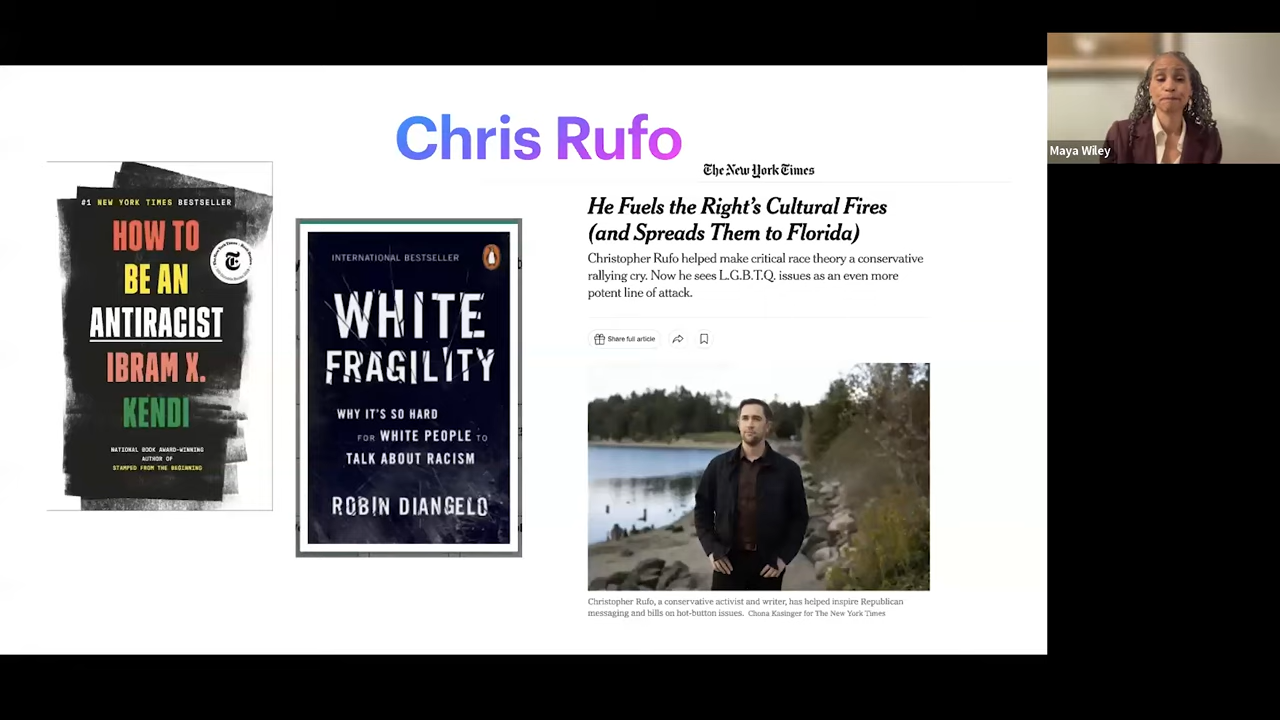 Chris Rufo
#1 NEW YORK TIMES BESTSELLER
HOW TO
BE AN
ANTIRACIST
IBRAM X.
KENDI
NATIONAL BOOK AWARD-WINNING
AUTHOR OF
STAMPED FROM THE BEGINNING
INTERNATIONAL BESTSELLER
WHITE
FRAGILITY
WHY IT'S SO HARD
FOR WHITE PEOPLE TO
TALK ABOUT RACISM
ROBIN DIANGELO
The New York Times
He Fuels the Right's Cultural Fires
(and Spreads Them to Florida)
Christopher Rufo helped make critical race theory a conservative
rallying cry. Now he sees L.G.B.T.Q. issues as an even more
potent line of attack.
Share full article
Christopher Rufo, a conservative activist and writer, has helped inspire Republican
messaging and bills on hot-button issues. Chona Kasinger for The New York Times
Maya Wiley